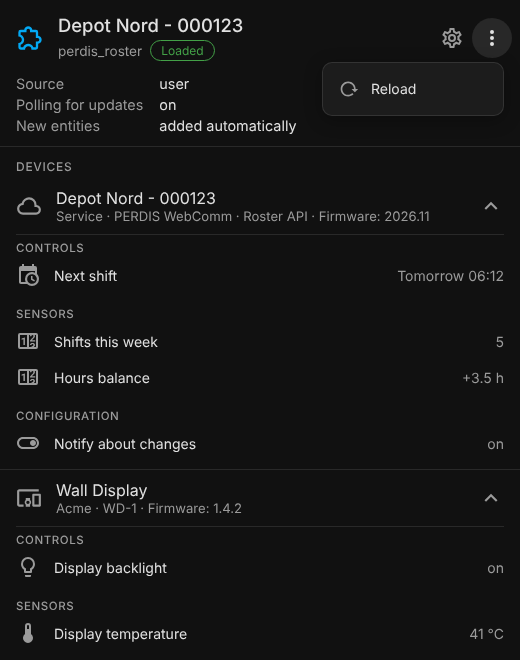 Depot Nord - 000123
perdis_roster Loaded
Source user
Polling for updates on
New entities added automatically
Reload
DEVICES
Depot Nord - 000123
Service · PERDIS WebComm · Roster API · Firmware: 2026.11
CONTROLS
Next shift Tomorrow 06:12
SENSORS
Shifts this week 5
Hours balance +3.5 h
CONFIGURATION
Notify about changes on
Wall Display
Acme · WD-1 · Firmware: 1.4.2
CONTROLS
Display backlight on
SENSORS
Display temperature 41 °C